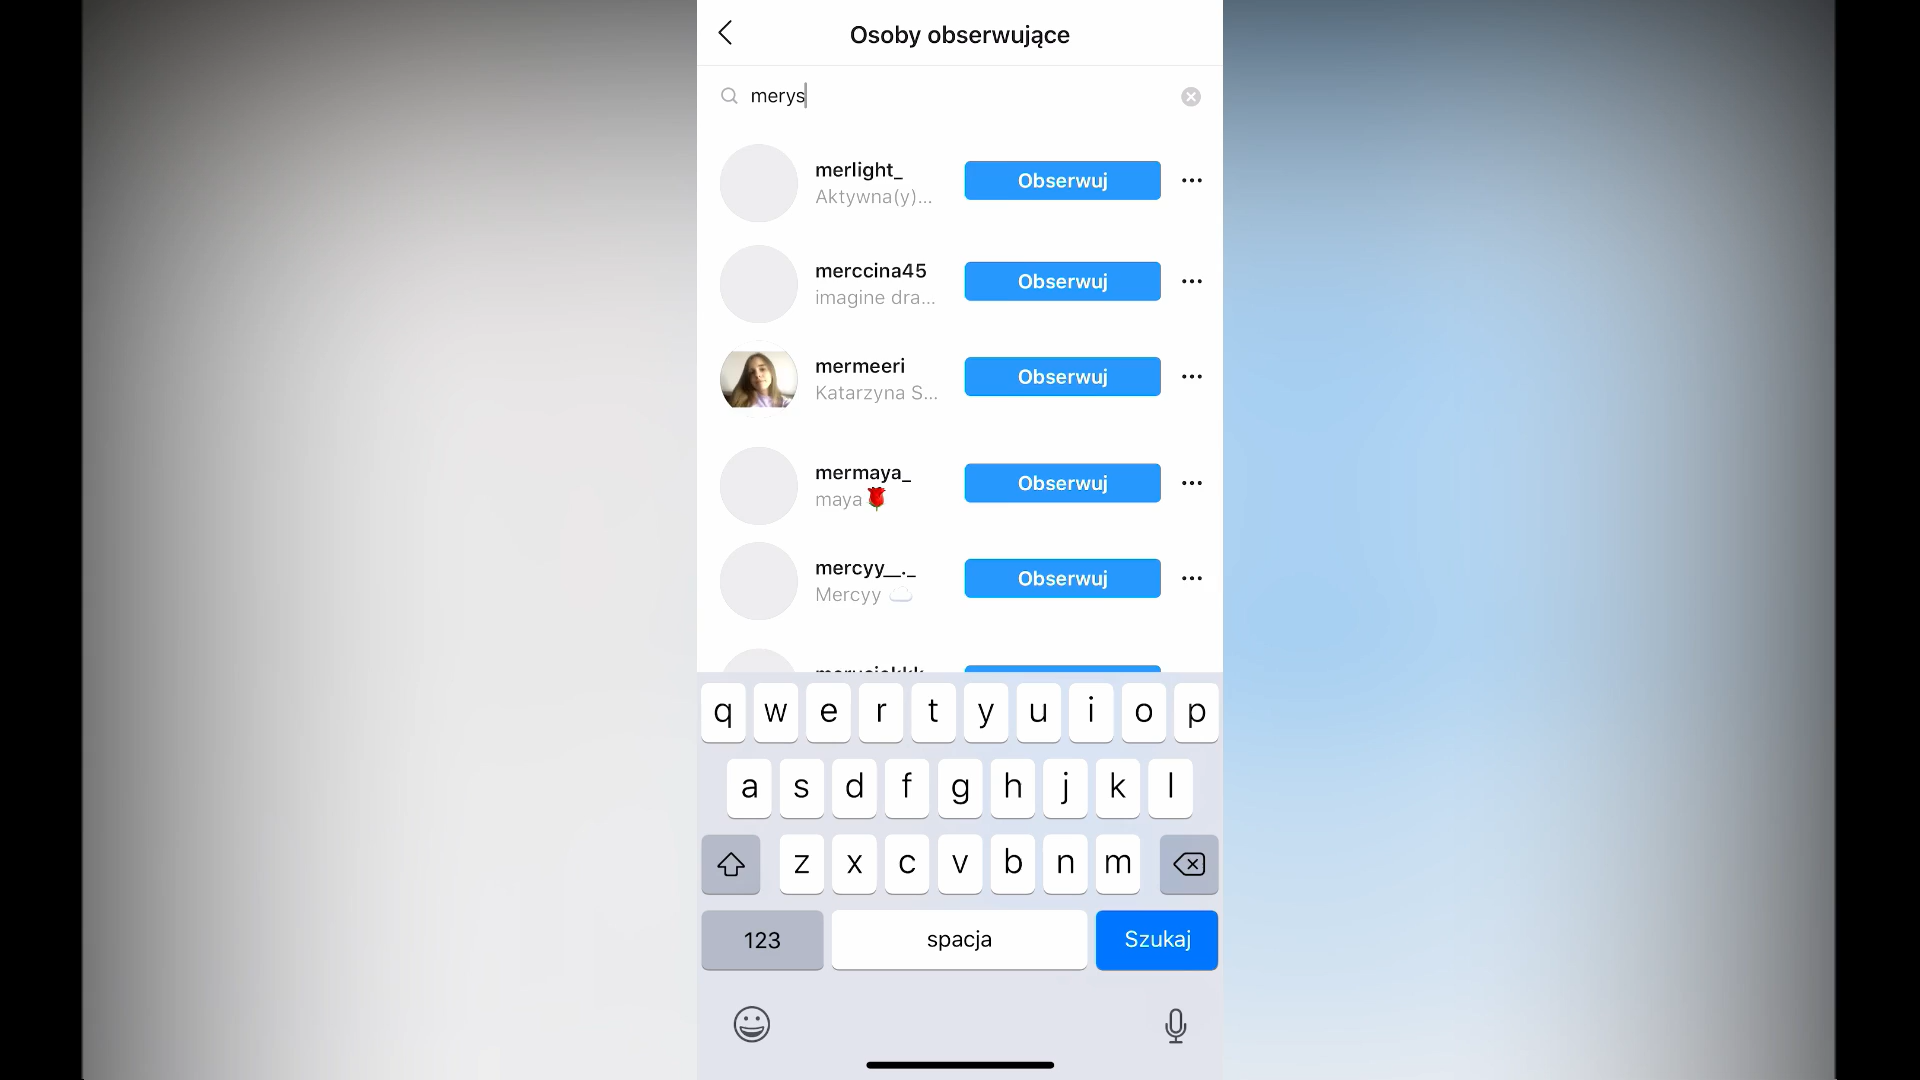 Osoby obserwujące
merys
merlight_
Obserwuj
Aktywna(y)...
merccina45
Obserwuj
imagine dra...
mermeeri
Obserwuj
Katarzyna S...
mermaya_
Obserwuj
maya
mercyy__._
Obserwuj
Mercyy
q w e r t y u i o p
a s d f g h j k l
z x c v b n m
123 spacja Szukaj